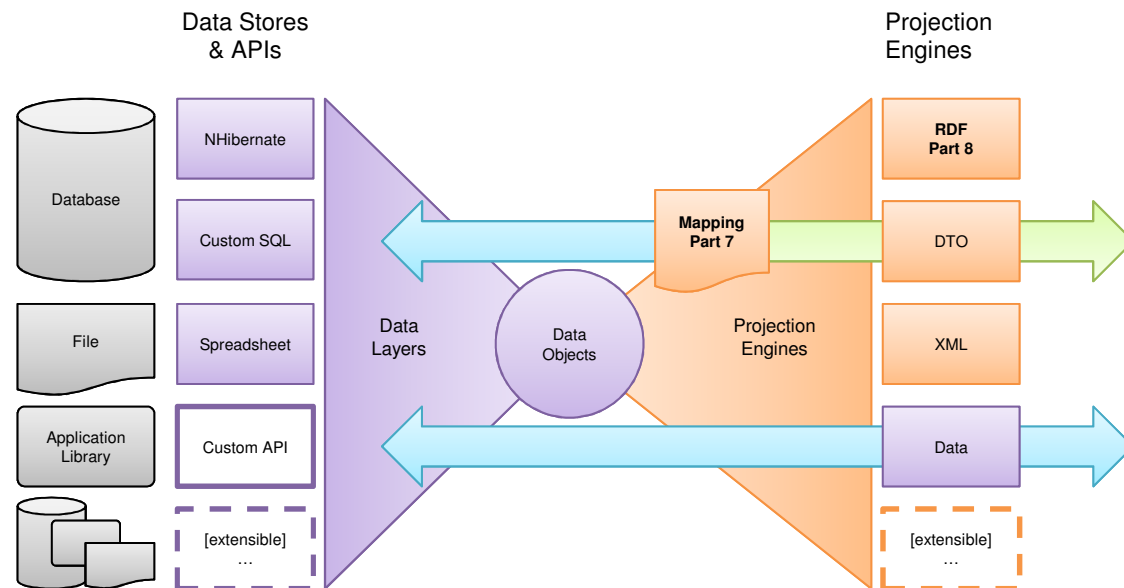 Data Stores
& APIs
Projection
Engines
Database
NHibernate
RDF
Part 8
Custom SQL
Mapping
Part 7
DTO
File
Spreadsheet
Data
Layers
Data
Objects
Projection
Engines
XML
Application
Library
Custom API
Data
[extensible]
...
[extensible]
...